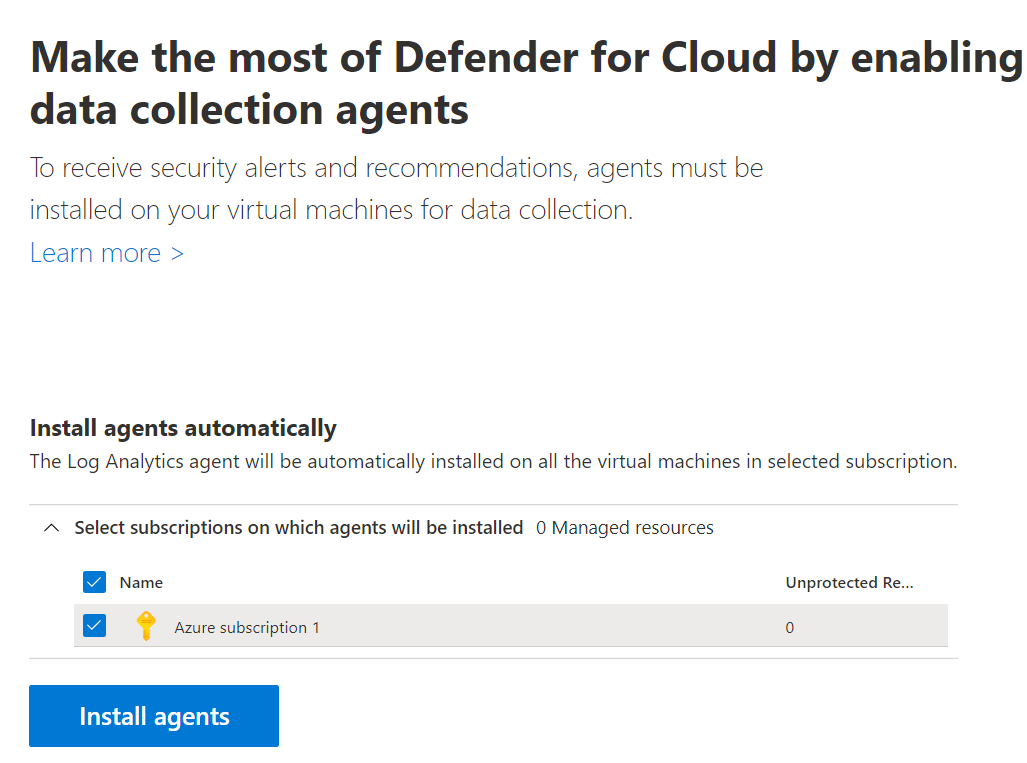 Make the most of Defender for Cloud by enabling
data collection agents
To receive security alerts and recommendations, agents must be
installed on your virtual machines for data collection.
Learn more >
Install agents automatically
The Log Analytics agent will be automatically installed on all the virtual machines in selected subscription.
Select subscriptions on which agents will be installed 0 Managed resources
Name Unprotected Re...
Azure subscription 1 0
Install agents